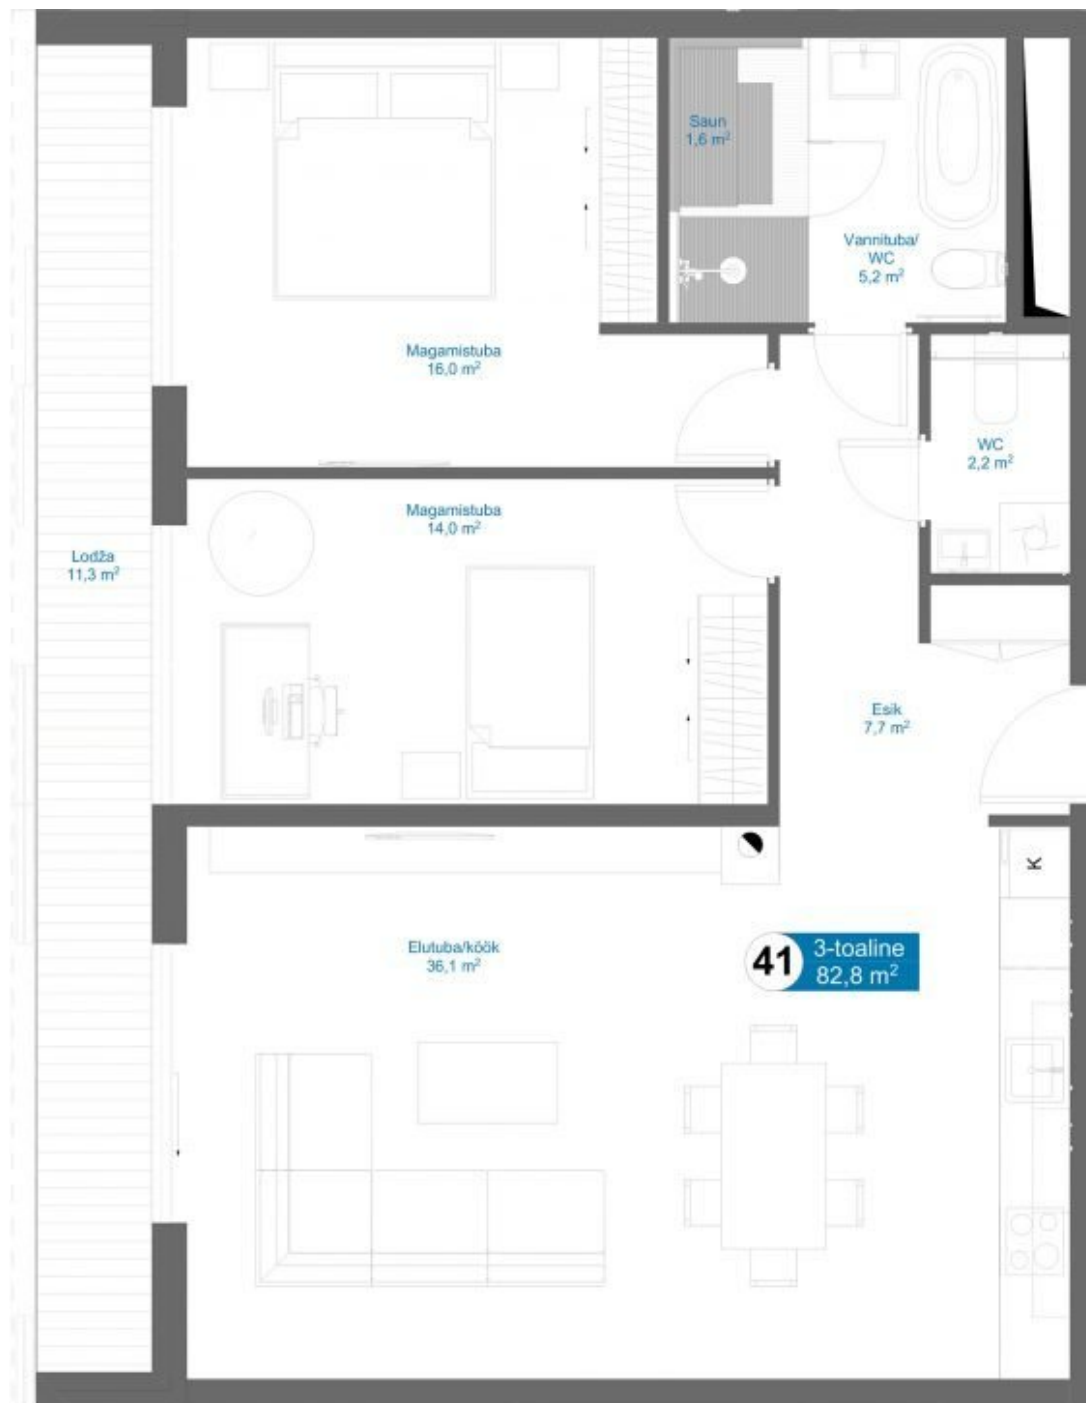 Saun
1,6 m²
Vannituba/
WC
5,2 m²
Magamistuba
16,0 m²
WC
2,2 m²
Magamistuba
14,0 m²
Lodža
11,3 m²
Esik
7,7 m²
K
Elutuba/köök
36,1 m²
41
3-toaline
82,8 m²